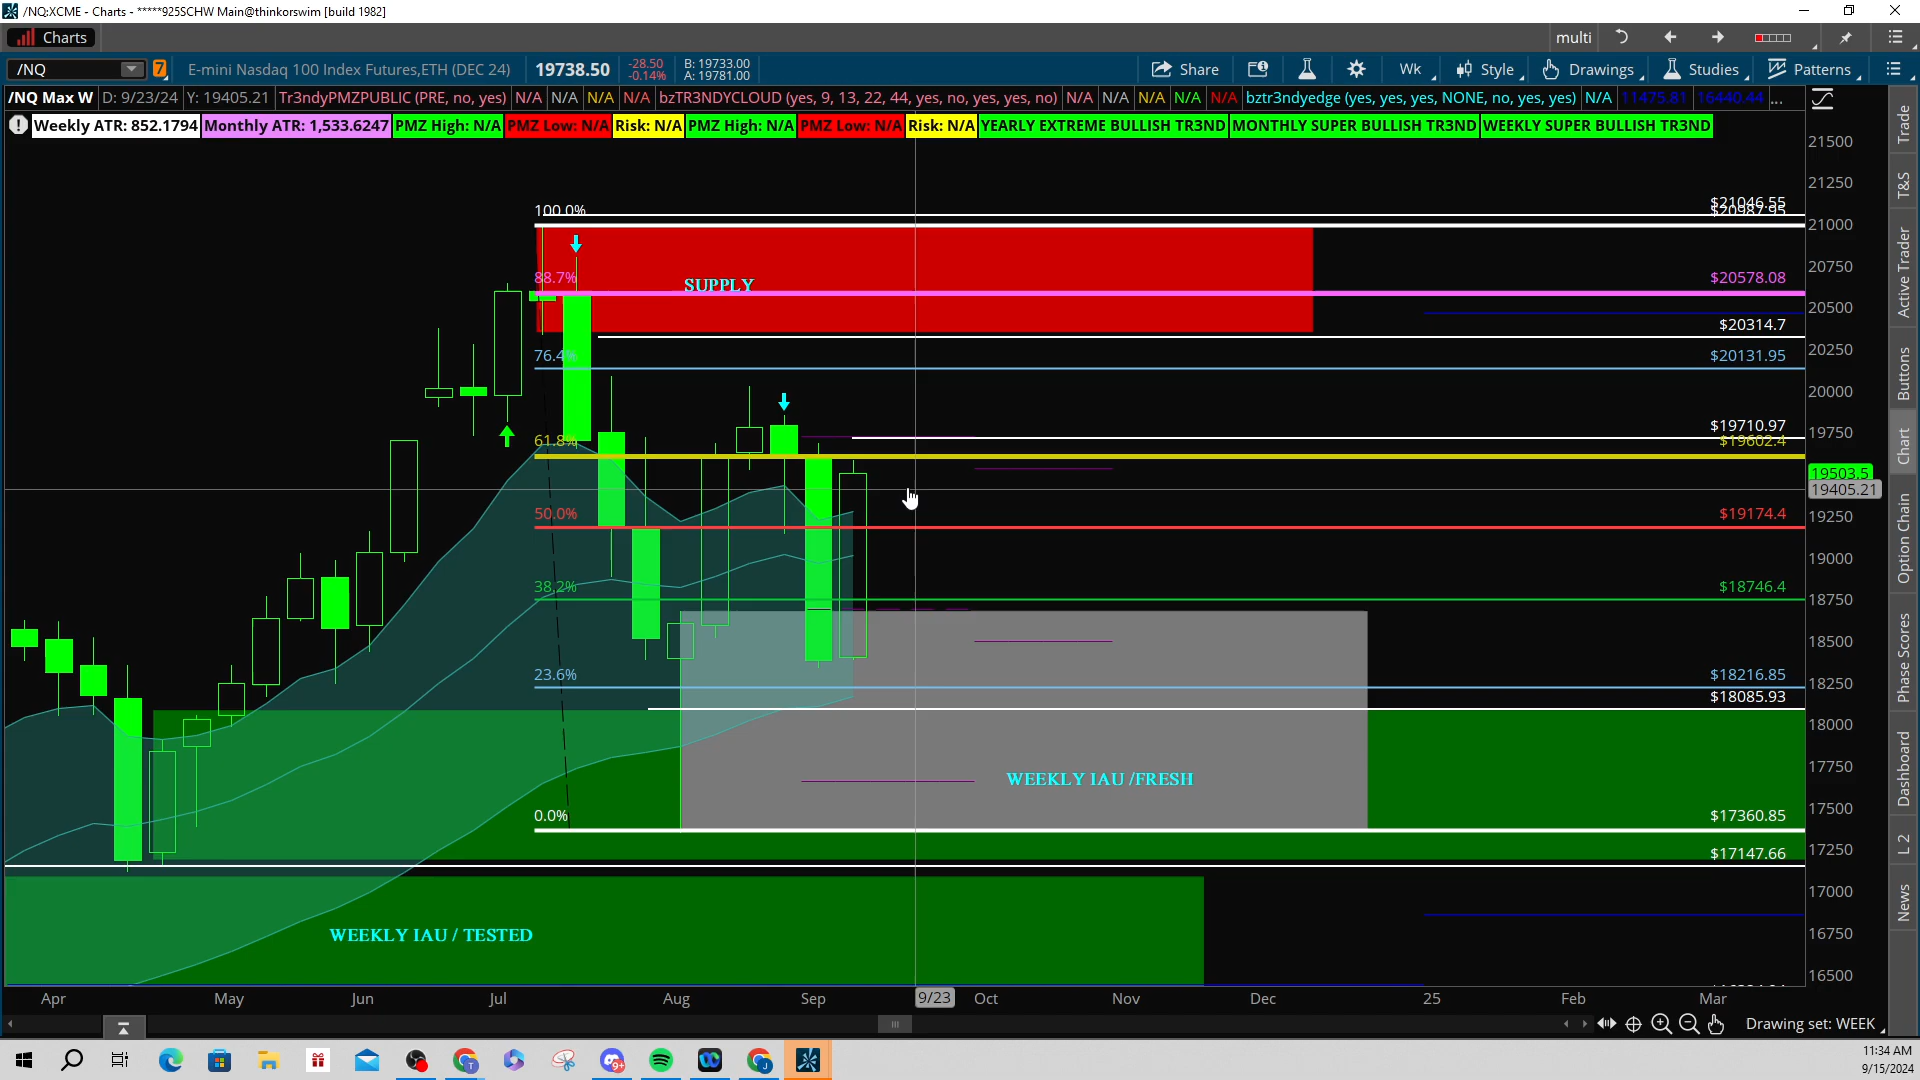 /NQ:XCME - Charts - *****925SCHW Main@thinkorswim [build 1982]
Charts
multi
/NQ
7
E-mini Nasdaq 100 Index Futures,ETH (DEC 24)
19738.50
-28.50
-0.14%
B: 19733.00
A: 19781.00
Share
Wk
Style
Drawings
Studies
Patterns
/NQ Max W D: 9/23/24 Y: 19405.21 Tr3ndyPMZPUBLIC (PRE, no, yes) N/A N/A N/A N/A bzTR3NDYCLOUD (yes, 9, 13, 22, 44, yes, no, yes, yes, no) N/A N/A N/A N/A N/A bztr3ndyedge (yes, yes, yes, NONE, no, yes, yes) N/A 11475.81 16440.44 ...
Weekly ATR: 852.1794 Monthly ATR: 1,533.6247 PMZ High: N/A PMZ Low: N/A Risk: N/A PMZ High: N/A PMZ Low: N/A Risk: N/A YEARLY EXTREME BULLISH TR3ND MONTHLY SUPER BULLISH TR3ND WEEKLY SUPER BULLISH TR3ND
21500
21250
$21046.55
100.0%
$20987.95
21000
20750
88.7%
SUPPLY
$20578.08
20500
$20314.7
76.4%
$20131.95
20250
20000
$19710.97
19750
61.8%
$19602.4
19503.5
19405.21
50.0%
$19174.4
19250
19000
38.2%
$18746.4
18750
18500
23.6%
$18216.85
18250
$18085.93
18000
WEEKLY IAU /FRESH
17750
0.0%
$17360.85
17500
$17147.66
17250
17000
WEEKLY IAU / TESTED
16750
16500
Trade
T&S
Active Trader
Buttons
Chart
Option Chain
Phase Scores
Dashboard
L 2
News
Apr
May
Jun
Jul
Aug
Sep
9/23
Oct
Nov
Dec
25
Feb
Mar
Drawing set: WEEK
9+
11:34 AM
9/15/2024